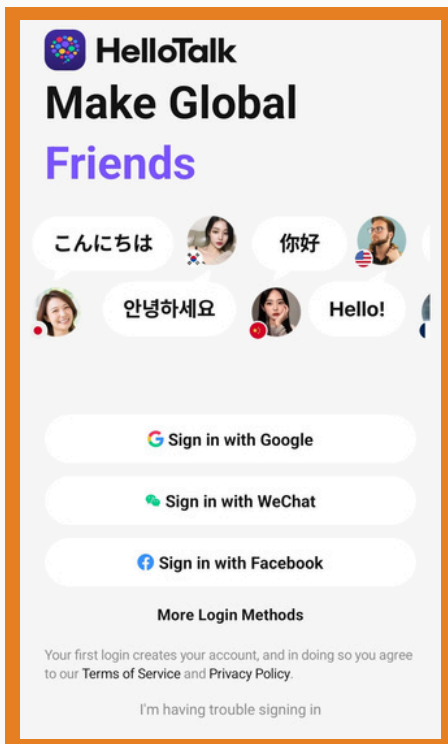 HelloTalk
Make Global
Friends
こんにちは
你好
안녕하세요
Hello!
Sign in with Google
Sign in with WeChat
Sign in with Facebook
More Login Methods
Your first login creates your account, and in doing so you agree
to our Terms of Service and Privacy Policy.
I'm having trouble signing in